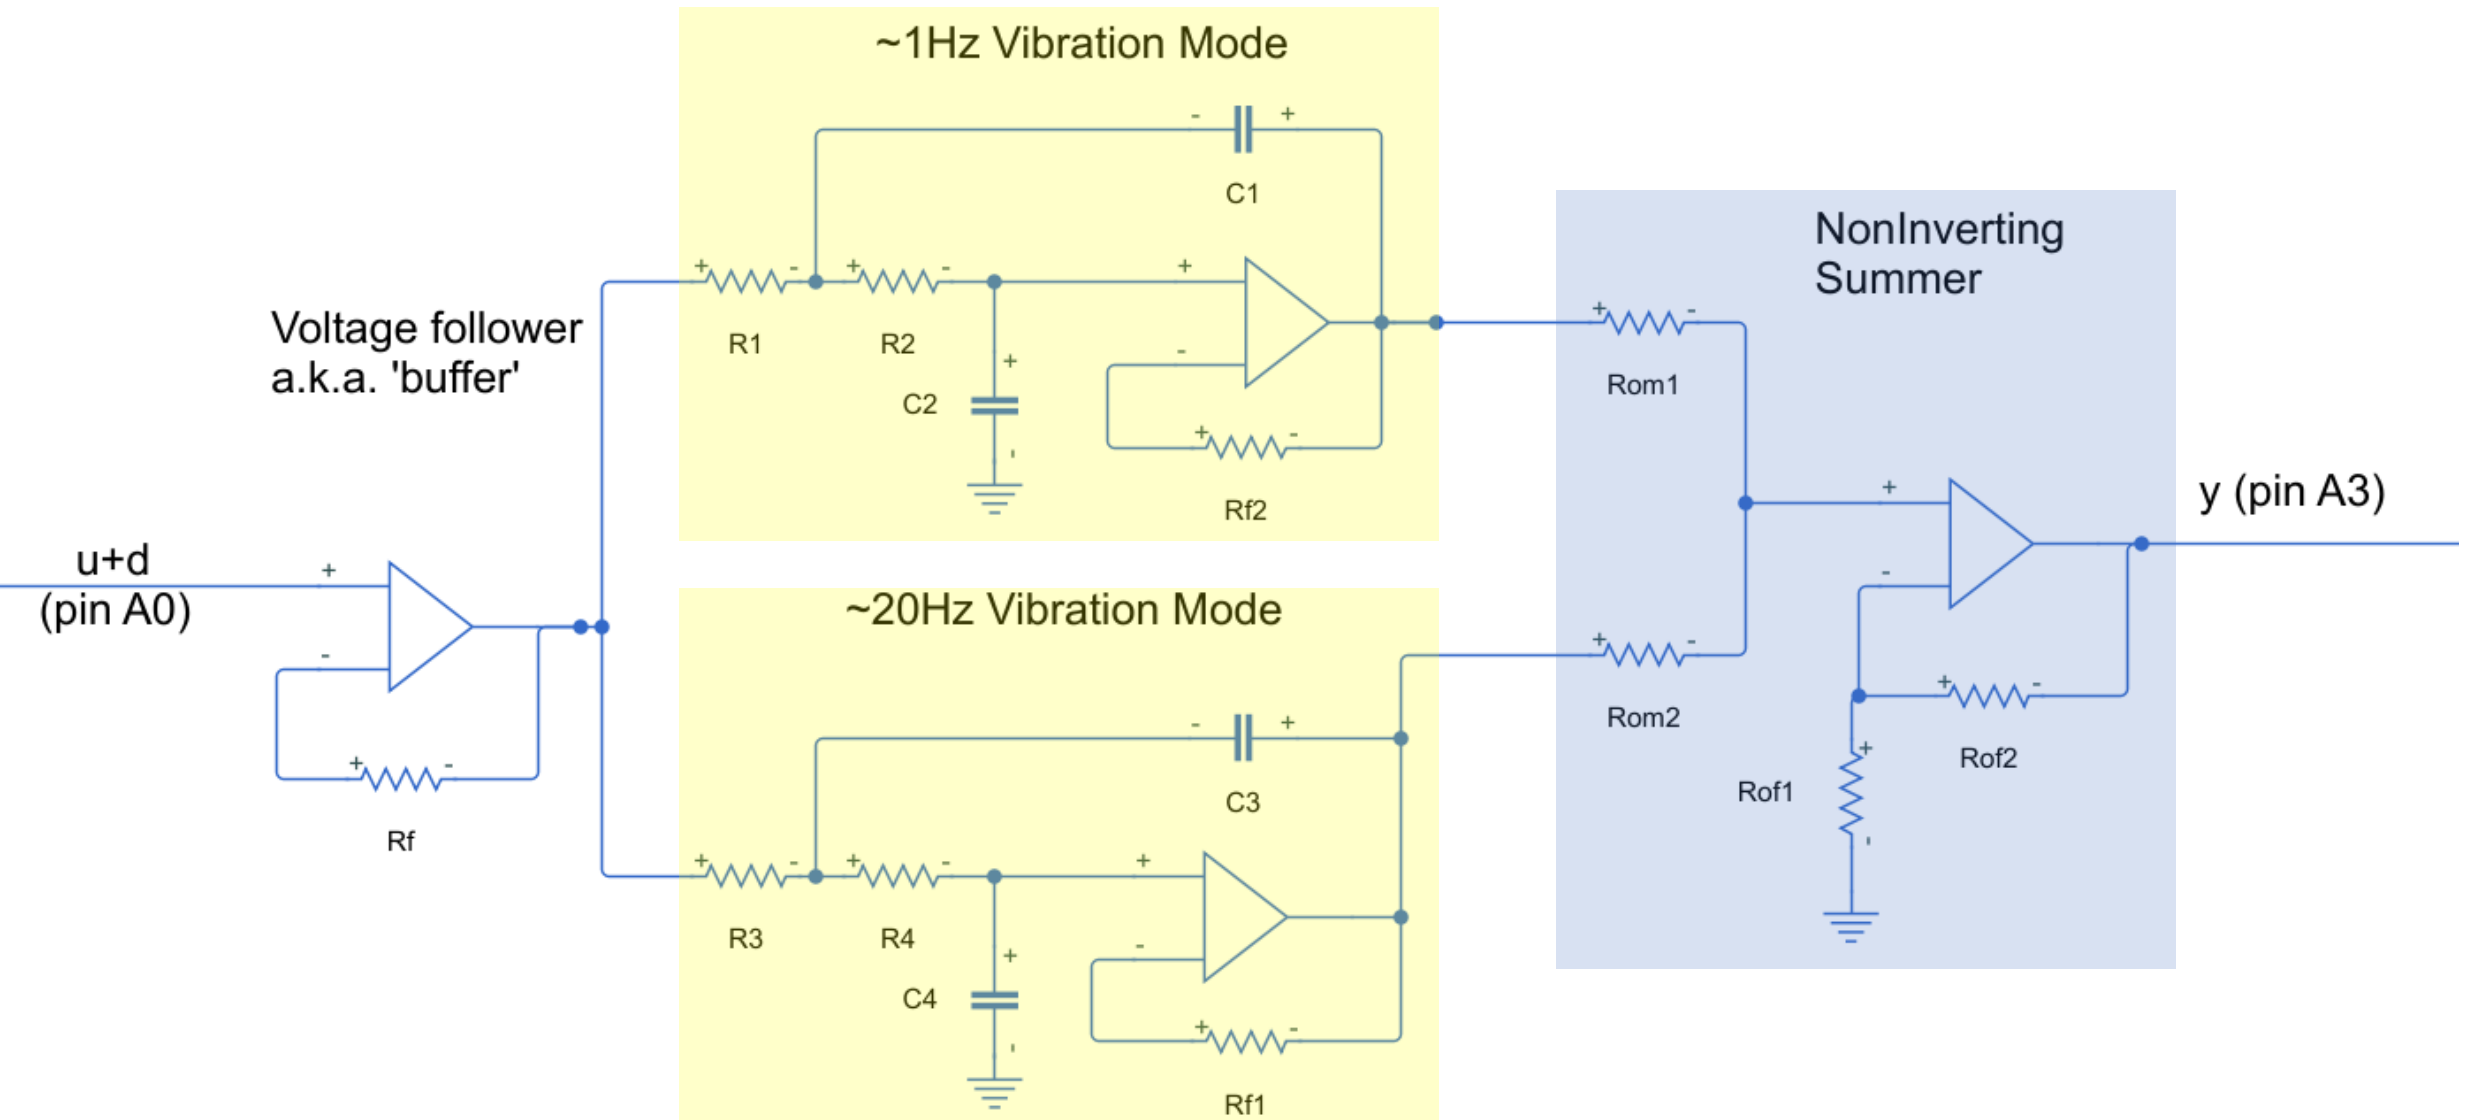 ~1Hz Vibration Mode
- +
C1
NonInverting
Summer
+ - + - +
+ -
Voltage follower
a.k.a. 'buffer'
R1
R2
-
+
C2
Rom1
+ -
-
Rf2
+
-
y (pin A3)
u+d
(pin A0)
+
~20Hz Vibration Mode
-
+ -
+ -
Rom2
+ -
- +
+
Rof2
Rof1
-
+ -
C3
Rf
+ - + - +
R3
R4
-
+
C4
+ -
-
Rf1